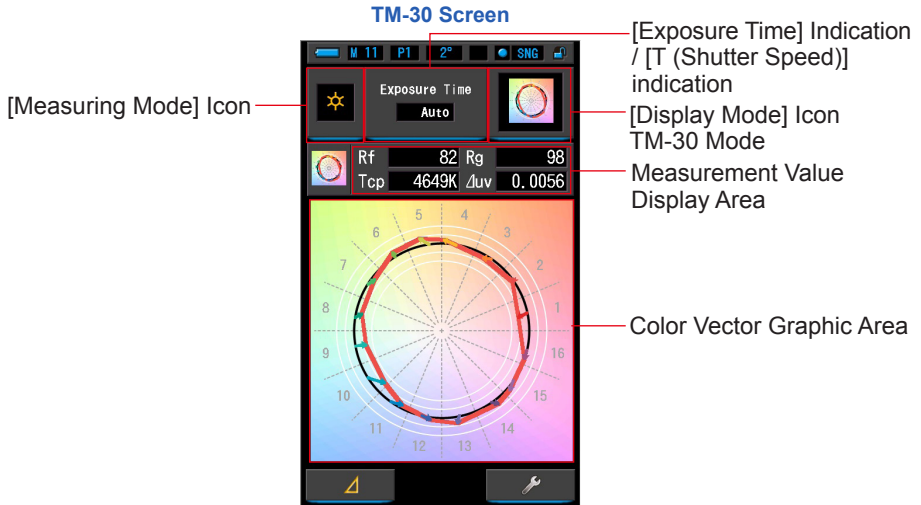 TM-30 Screen
M 11 P1 2° SNG
[Exposure Time] Indication
/ [T (Shutter Speed)]
indication
[Measuring Mode] Icon
Exposure Time
Auto
[Display Mode] Icon
TM-30 Mode
Rf 82 Rg 98
Tcp 4649K ⊿uv 0.0056
Measurement Value
Display Area
5 4
6 3
7 2
8 1
Color Vector Graphic Area
9 16
10 15
11 14
12 13